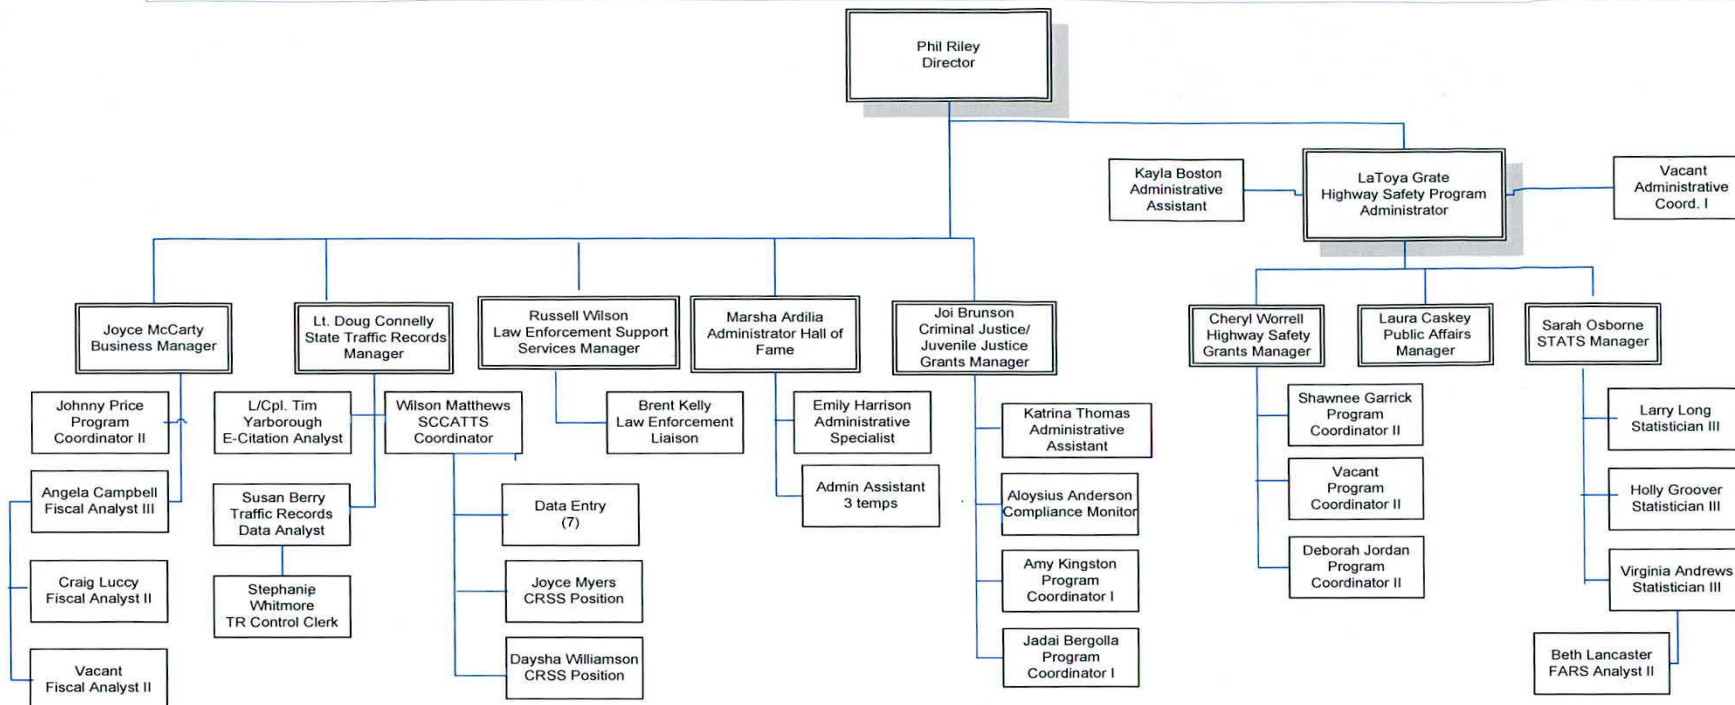 Phil Riley
Director
Kayla Boston
Administrative
Assistant
LaToya Grate
Highway Safety Program
Administrator
Vacant
Administrative
Coord. I
Joyce McCarty
Business Manager
Lt. Doug Connelly
State Traffic Records
Manager
Russell Wilson
Law Enforcement Support
Services Manager
Marsha Ardilia
Administrator Hall of
Fame
Joi Brunson
Criminal Justice/
Juvenile Justice
Grants Manager
Cheryl Worrell
Highway Safety
Grants Manager
Laura Caskey
Public Affairs
Manager
Sarah Osborne
STATS Manager
Johnny Price
Program
Coordinator II
L/Cpl. Tim
Yarborough
E-Citation Analyst
Wilson Matthews
SCCATTS
Coordinator
Brent Kelly
Law Enforcement
Liaison
Emily Harrison
Administrative
Specialist
Katrina Thomas
Administrative
Assistant
Shawnee Garrick
Program
Coordinator II
Larry Long
Statistician III
Angela Campbell
Fiscal Analyst III
Susan Berry
Traffic Records
Data Analyst
Data Entry
(7)
Admin Assistant
3 temps
Aloysius Anderson
Compliance Monitor
Vacant
Program
Coordinator II
Holly Groover
Statistician III
Craig Luccy
Fiscal Analyst II
Stephanie
Whitmore
TR Control Clerk
Joyce Myers
CRSS Position
Amy Kingston
Program
Coordinator I
Deborah Jordan
Program
Coordinator II
Virginia Andrews
Statistician III
Vacant
Fiscal Analyst II
Daysha Williamson
CRSS Position
Jadai Bergolla
Program
Coordinator I
Beth Lancaster
FARS Analyst II